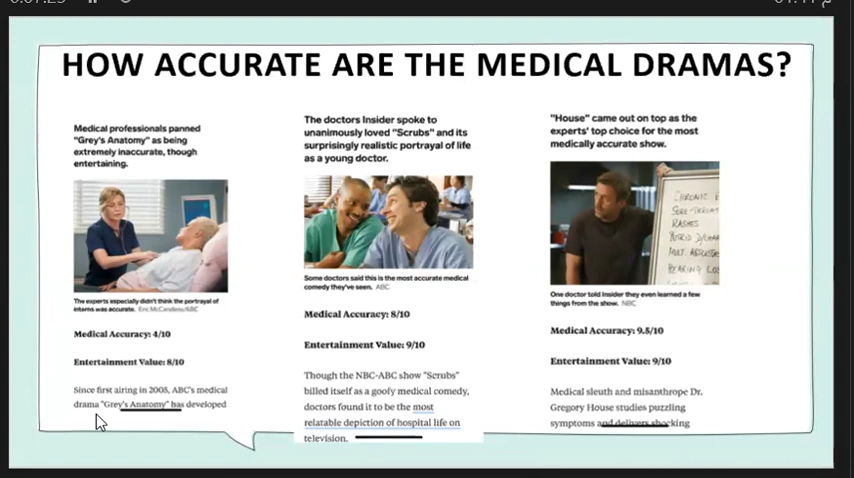 HOW ACCURATE ARE THE MEDICAL DRAMAS?
Medical professionals panned
"Grey's Anatomy" as being
extremely inaccurate, though
entertaining.
The experts especially didn't think the portrayal of
interns was accurate. Eric McCandless/ABC
Medical Accuracy: 4/10
Entertainment Value: 8/10
Since first airing in 2005, ABC's medical
drama "Grey's Anatomy" has developed
The doctors Insider spoke to
unanimously loved "Scrubs" and its
surprisingly realistic portrayal of life
as a young doctor.
Some doctors said this is the most accurate medical
comedy they've seen. ABC
Medical Accuracy: 8/10
Entertainment Value: 9/10
Though the NBC-ABC show "Scrubs"
billed itself as a goofy medical comedy,
doctors found it to be the most
relatable depiction of hospital life on
television.
"House" came out on top as the
experts' top choice for the most
medically accurate show.
CHRONIC
RASHES
One doctor told Insider they even learned a few
things from the show. NBC
Medical Accuracy: 9.5/10
Entertainment Value: 9/10
Medical sleuth and misanthrope Dr.
Gregory House studies puzzling
symptoms and delivers shocking